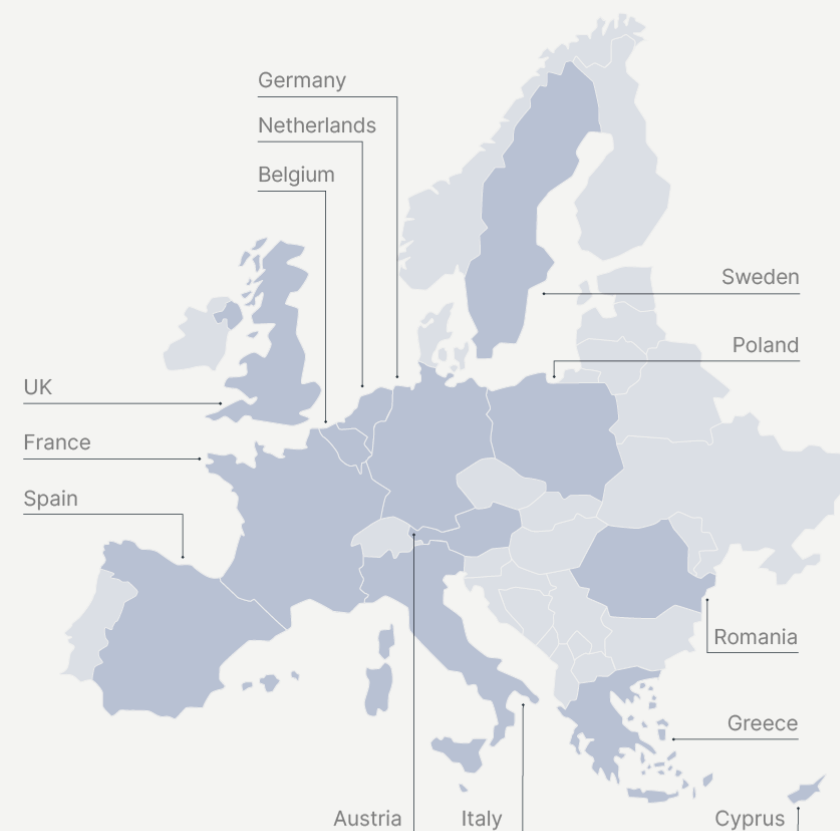 Germany
Netherlands
Belgium
Sweden
Poland
UK
France
Spain
Romania
Greece
Austria
Italy
Cyprus